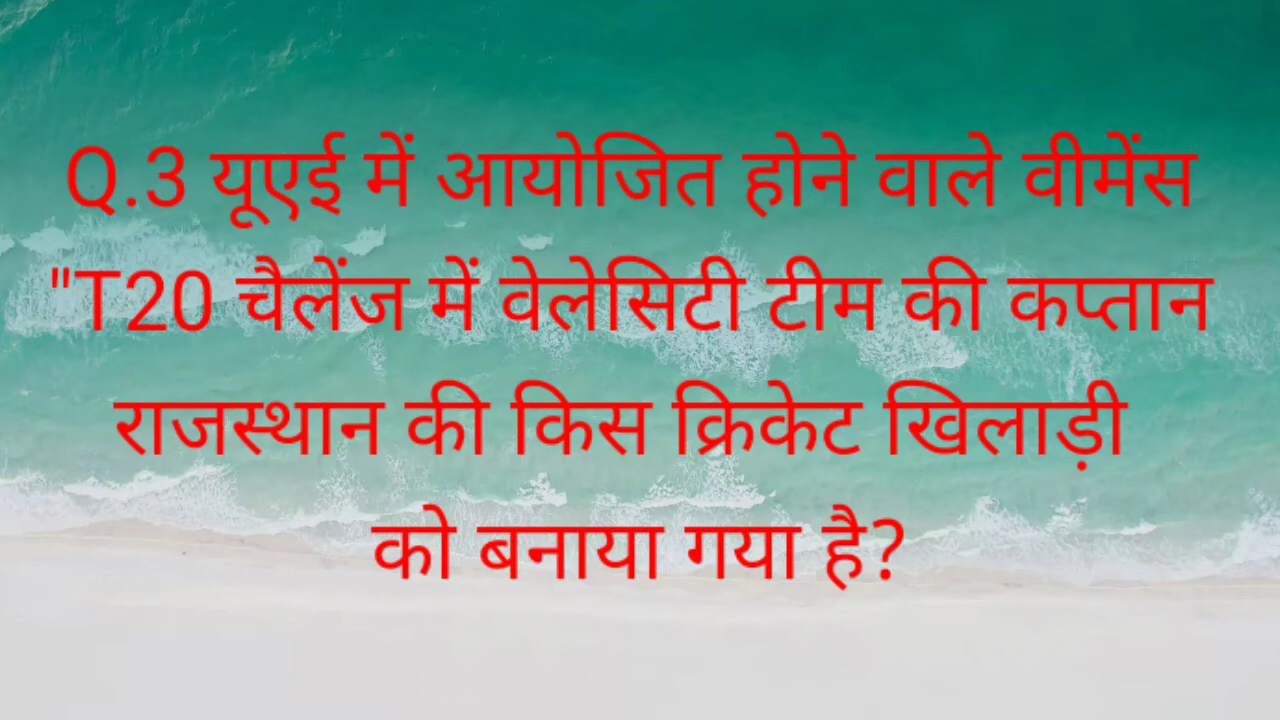 Q.3 यूएई में आयोजित होने वाले वीमेंस
"T20 चैलेंज में वेलेसिटी टीम की कप्तान
राजस्थान की किस क्रिकेट खिलाड़ी
को बनाया गया है?